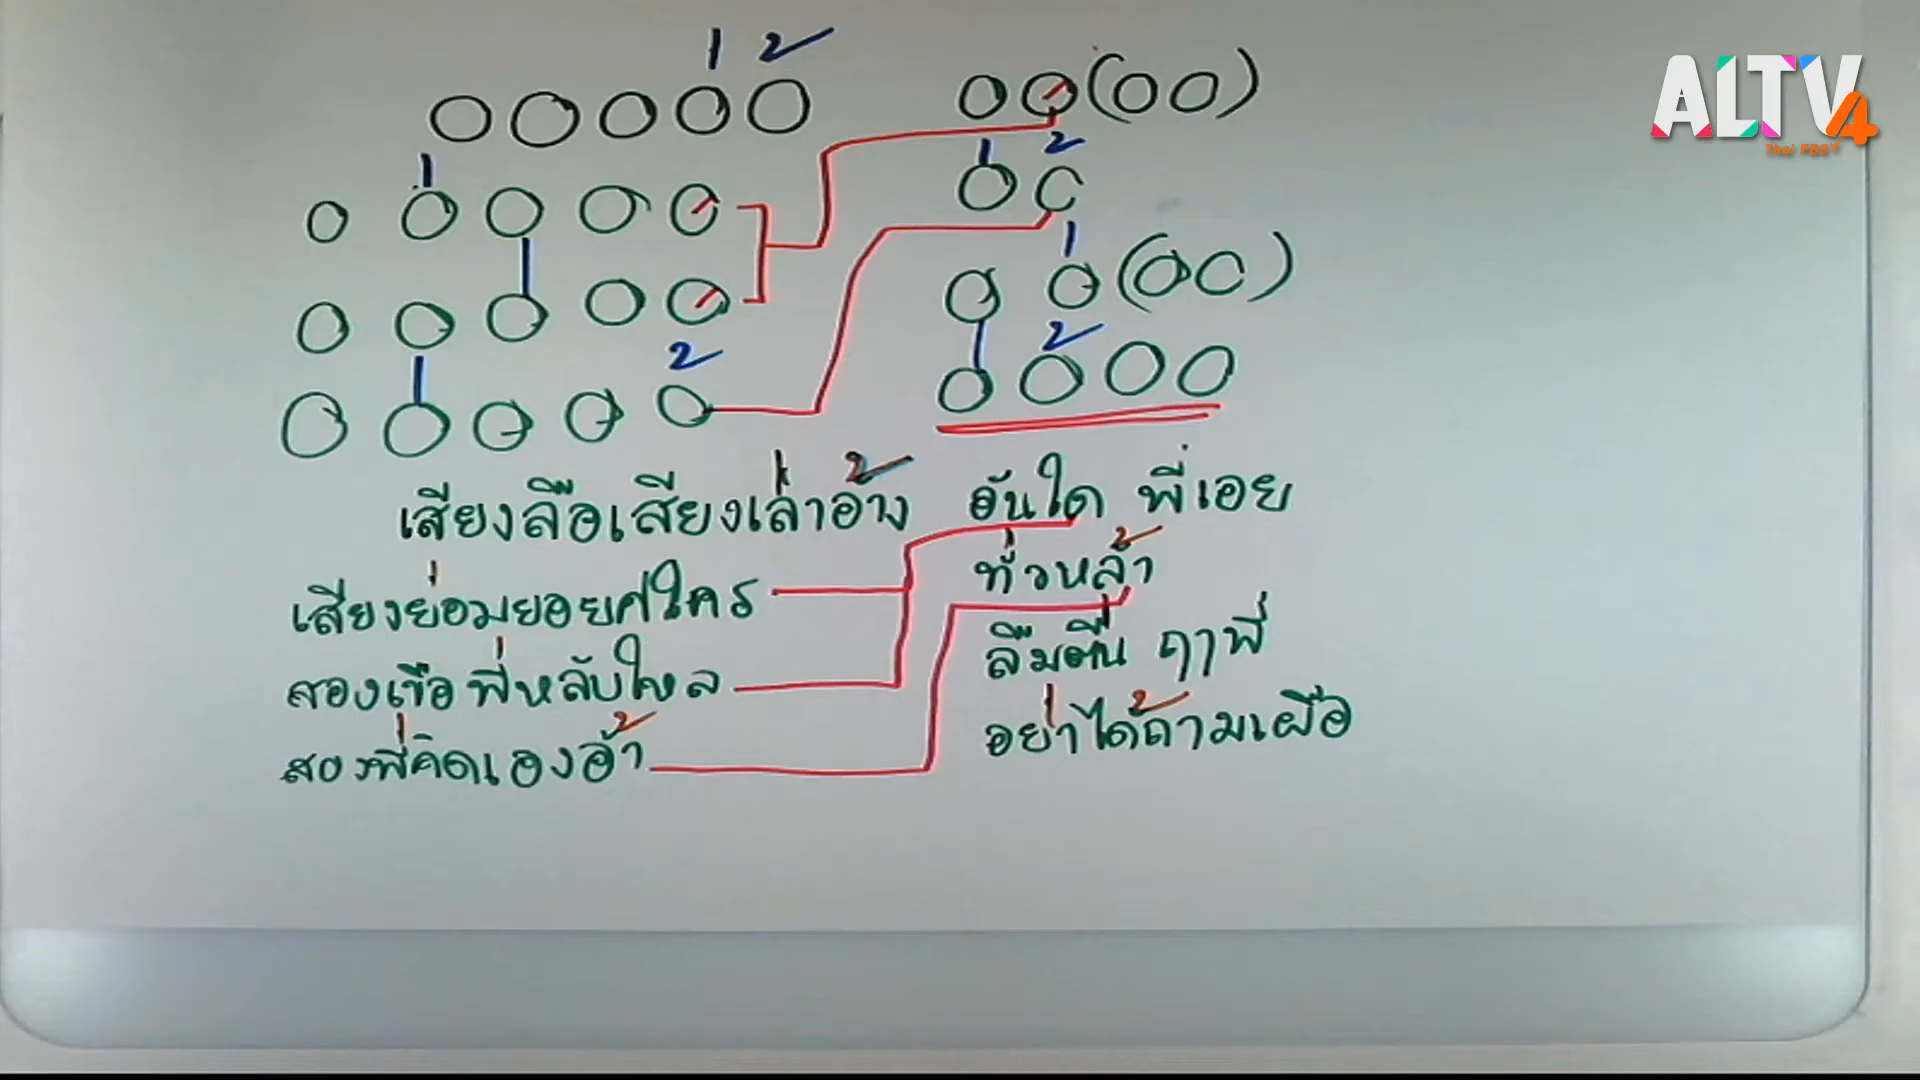 ALTV4
Thai PBS
เสียงลือเสียงเล่าอ้าง อันใด พี่เอย
เสียงย่อมยอยศใคร ทั่วหล้า
สองเขือพี่หลับใหล ลืมตื่น ฤๅพี่
สองพี่คิดเองอ้า อย่าได้ถามเผือ